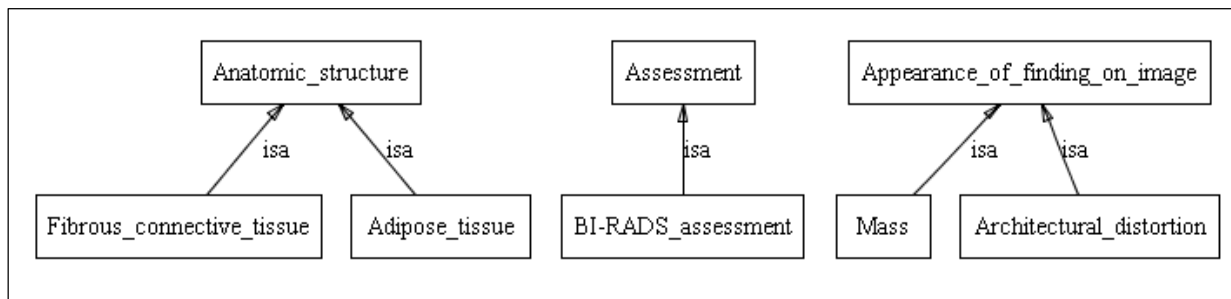 Anatomic_structure
Assessment
Appearance_of_finding_on_image
isa
isa
isa
isa
isa
Fibrous_connective_tissue
Adipose_tissue
BI-RADS_assessment
Mass
Architectural_distortion